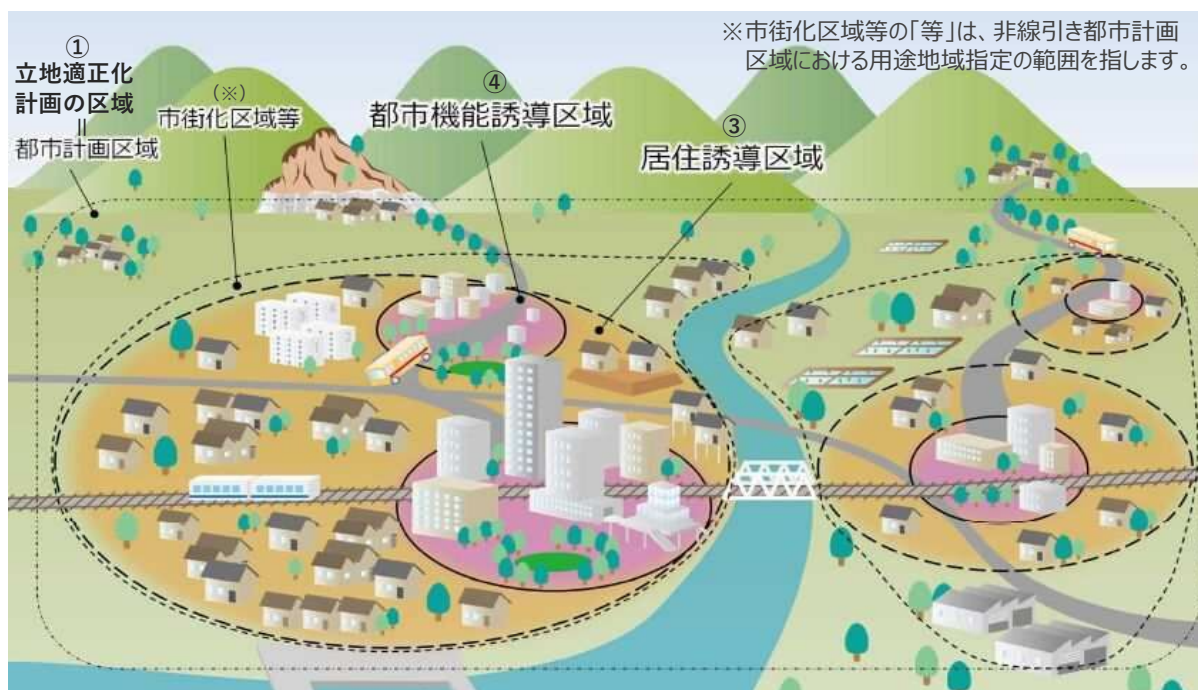 ①
立地適正化
計画の区域
||
都市計画区域
(※)
市街化区域等
④
都市機能誘導区域
③
居住誘導区域
※市街化区域等の「等」は、非線引き都市計画
区域における用途地域指定の範囲を指します。